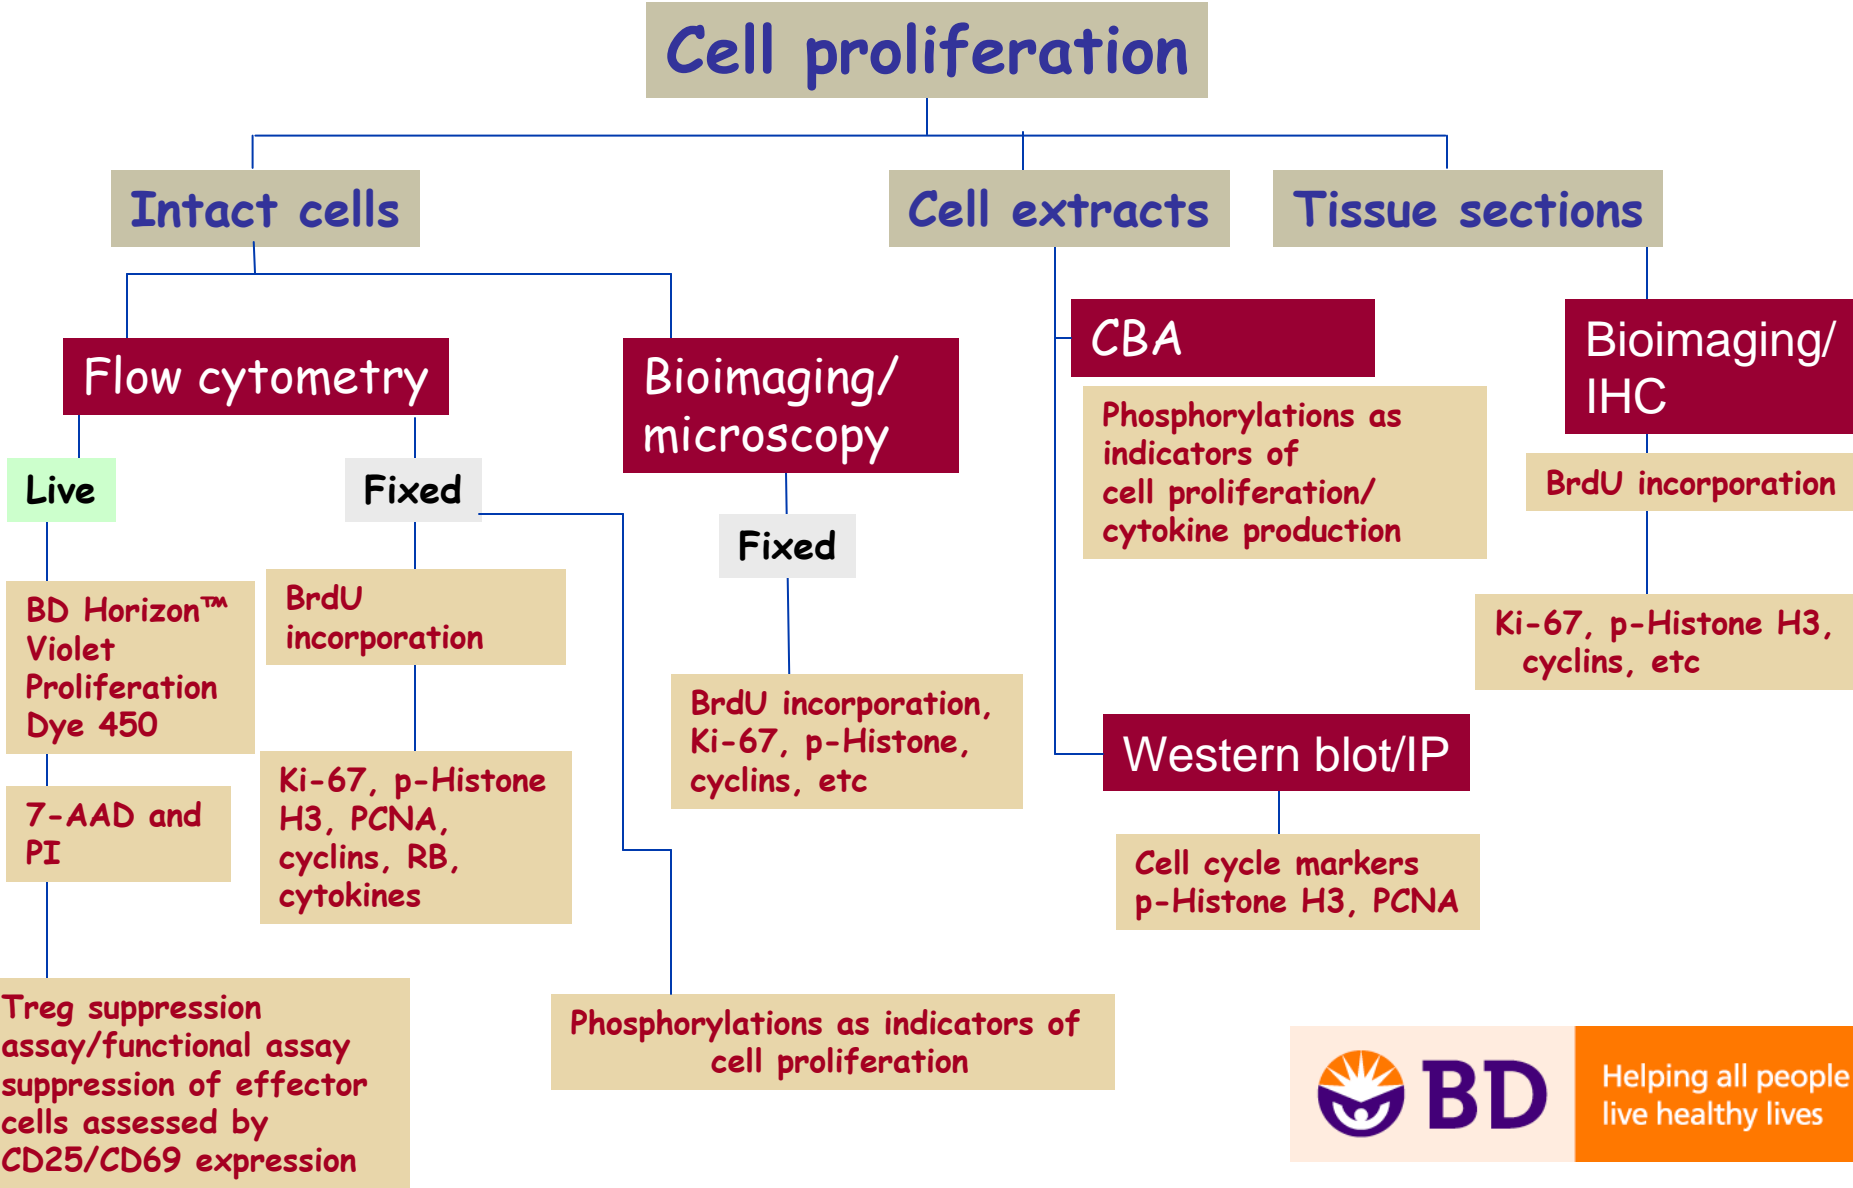 Cell proliferation
Intact cells
Cell extracts
Tissue sections
Flow cytometry
Bioimaging/
microscopy
CBA
Bioimaging/
IHC
Live
Fixed
Fixed
Phosphorylations as
indicators of
cell proliferation/
cytokine production
BrdU incorporation
BD Horizon™
Violet
Proliferation
Dye 450
BrdU
incorporation
Ki-67, p-Histone H3,
cyclins, etc
BrdU incorporation,
Ki-67, p-Histone,
cyclins, etc
Western blot/IP
7-AAD and
PI
Ki-67, p-Histone
H3, PCNA,
cyclins, RB,
cytokines
Cell cycle markers
p-Histone H3, PCNA
Treg suppression
assay/functional assay
suppression of effector
cells assessed by
CD25/CD69 expression
Phosphorylations as indicators of
cell proliferation
BD
Helping all people
live healthy lives